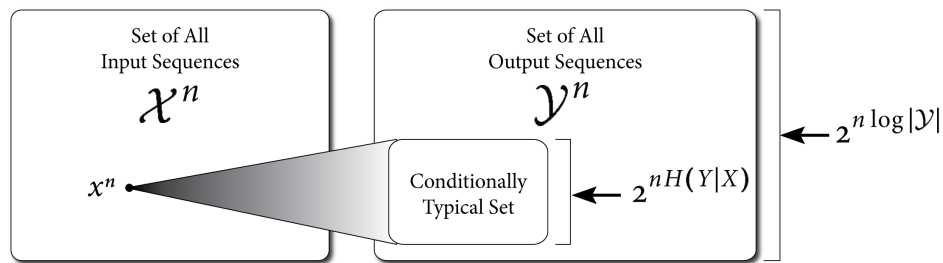 Set of All
Input Sequences
𝒳ⁿ
xⁿ
Set of All
Output Sequences
𝒴ⁿ
Conditionally
Typical Set
2^{nH(Y|X)}
2^{n log|𝒴|}